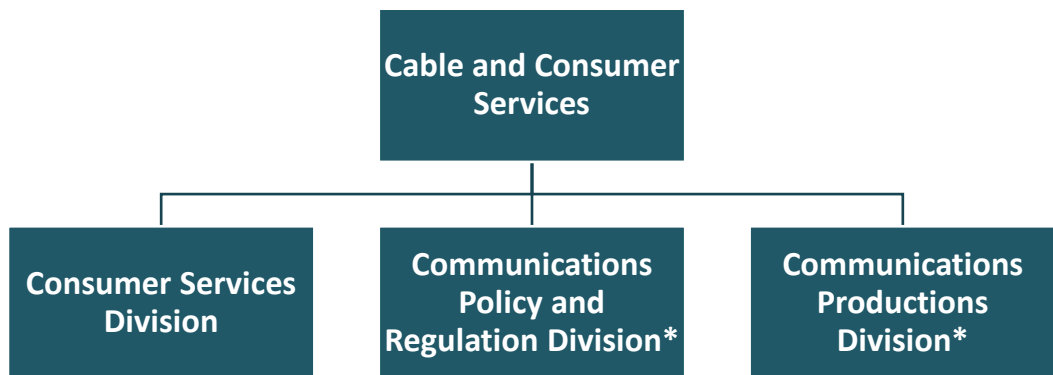 Cable and Consumer
Services
Consumer Services
Division
Communications
Policy and
Regulation Division*
Communications
Productions
Division*